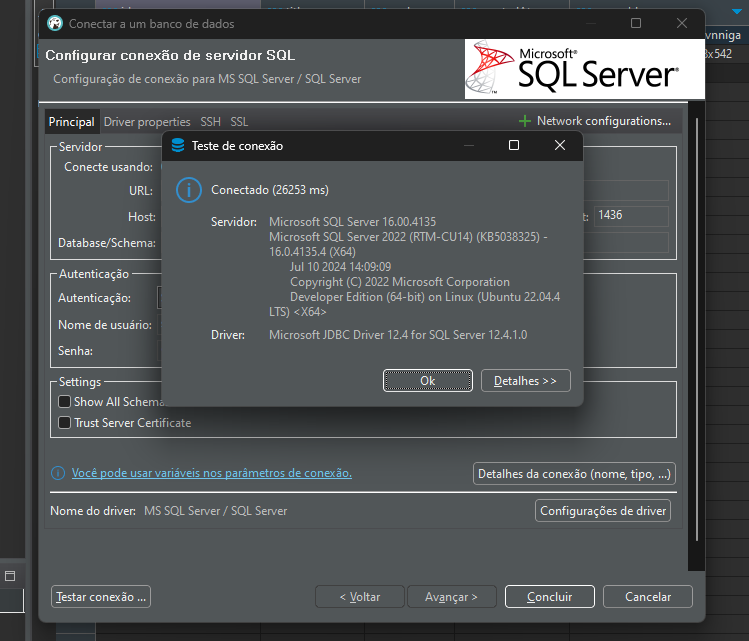 Conectar a um banco de dados
Configurar conexão de servidor SQL
Configuração de conexão para MS SQL Server / SQL Server
Microsoft®
SQL Server®
Principal Driver properties SSH SSL
Network configurations...
Servidor
Conecte usando:
URL:
Host:
1436
Database/Schema:
Teste de conexão
Conectado (26253 ms)
Servidor: Microsoft SQL Server 16.00.4135
Microsoft SQL Server 2022 (RTM-CU14) (KB5038325) -
16.0.4135.4 (X64)
Jul 10 2024 14:09:09
Copyright (C) 2022 Microsoft Corporation
Developer Edition (64-bit) on Linux (Ubuntu 22.04.4
LTS) <X64>
Driver: Microsoft JDBC Driver 12.4 for SQL Server 12.4.1.0
Ok
Detalhes >>
Autenticação
Autenticação:
Nome de usuário:
Senha:
Settings
Show All Schema
Trust Server Certificate
Você pode usar variáveis nos parâmetros de conexão.
Detalhes da conexão (nome, tipo, ...)
Nome do driver: MS SQL Server / SQL Server
Configurações de driver
Testar conexão ...
< Voltar
Avançar >
Concluir
Cancelar